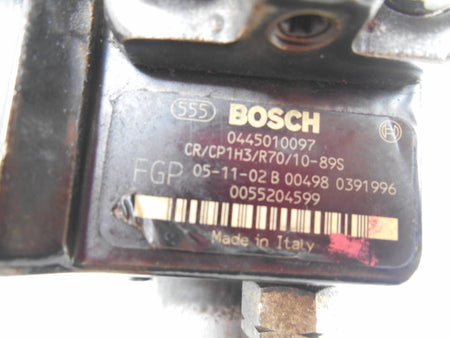 555 BOSCH
0445010097
CR/CP1H3/R70/10-89S
FGP 05-11-02 B 00498 0391996
0055204599
Made in Italy